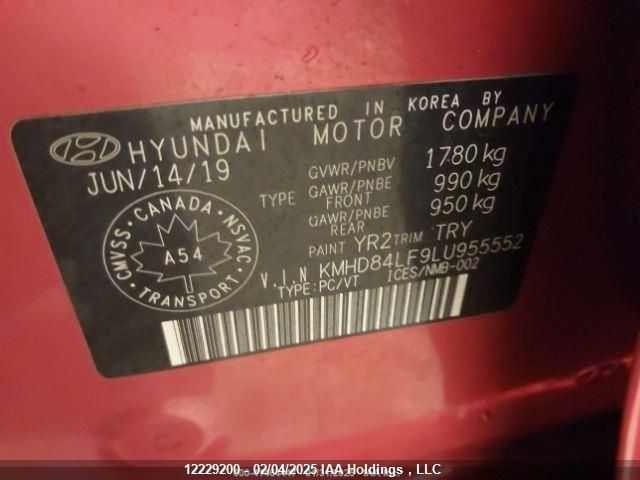 MANUFACTURED IN KOREA BY
HYUNDAI MOTOR COMPANY
JUN/14/19
GVWR/PNBV 1780 kg
TYPE GAWR/PNBE FRONT 990 kg
GAWR/PNBE REAR 950 kg
PAINT YR2 TRIM TRY
V.I.N KMHD84LF9LU955552
TYPE:PC/VT ICES/NMB-002
CMVSS · CANADA · NSVAC · TRANSPORT
A54
12229200 - 02/04/2025 IAA Holdings , LLC